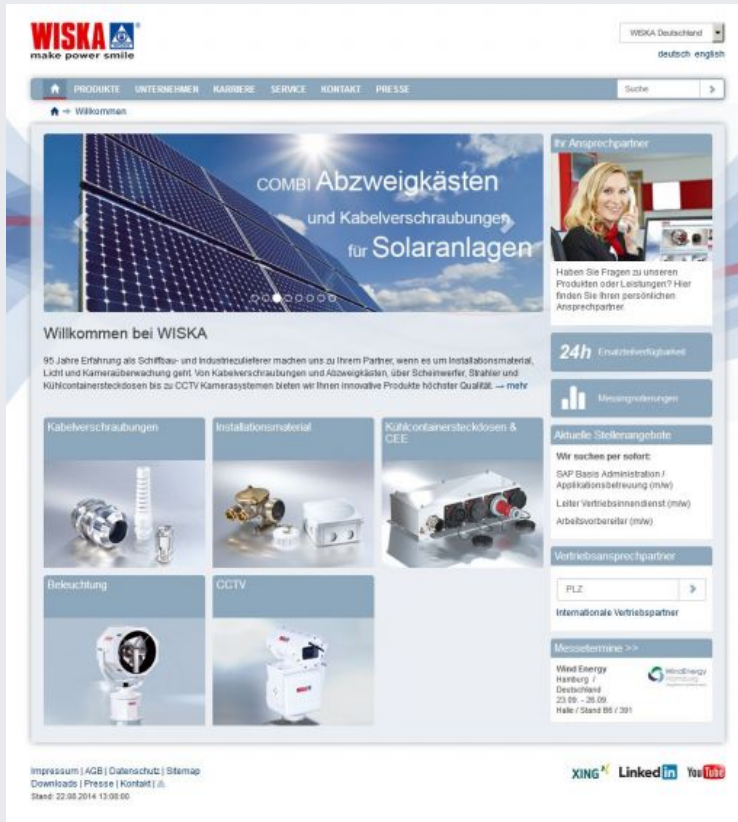 WISKA
make power smile
WISKA Deutschland
deutsch english
PRODUKTE UNTERNEHMEN KARRIERE SERVICE KONTAKT PRESSE
Suche
Willkommen
COMBI Abzweigkästen
und Kabelverschraubungen
für Solaranlagen
Willkommen bei WISKA
95 Jahre Erfahrung als Schiffbau- und Industriezulieferer machen uns zu Ihrem Partner, wenn es um Installationsmaterial,
Licht und Kameraüberwachung geht. Von Kabelverschraubungen und Abzweigkästen, über Scheinwerfer, Strahler und
Kühlcontainersteckdosen bis zu CCTV Kamerasystemen bieten wir Ihnen innovative Produkte höchster Qualität. → mehr
Kabelverschraubungen
Installationsmaterial
Kühlcontainersteckdosen &
CEE
Beleuchtung
CCTV
Ihr Ansprechpartner
Haben Sie Fragen zu unseren
Produkten oder Leistungen? Hier
finden Sie Ihren persönlichen
Ansprechpartner.
24h Ersatzteilverfügbarkeit
Messingnotierungen
Aktuelle Stellenangebote
Wir suchen per sofort:
SAP Basis Administration /
Applikationsbetreuung (m/w)
Leiter Vertriebsinnendienst (m/w)
Arbeitsvorbereiter (m/w)
Vertriebsansprechpartner
PLZ
Internationale Vertriebspartner
Messetermine >>
Wind Energy
Hamburg /
Deutschland
23.09. - 26.09.
Halle / Stand B6 / 391
WindEnergy
Hamburg
Impressum | AGB | Datenschutz | Sitemap
Downloads | Presse | Kontakt |
Stand: 22.08.2014 13:08:00
XING LinkedIn YouTube